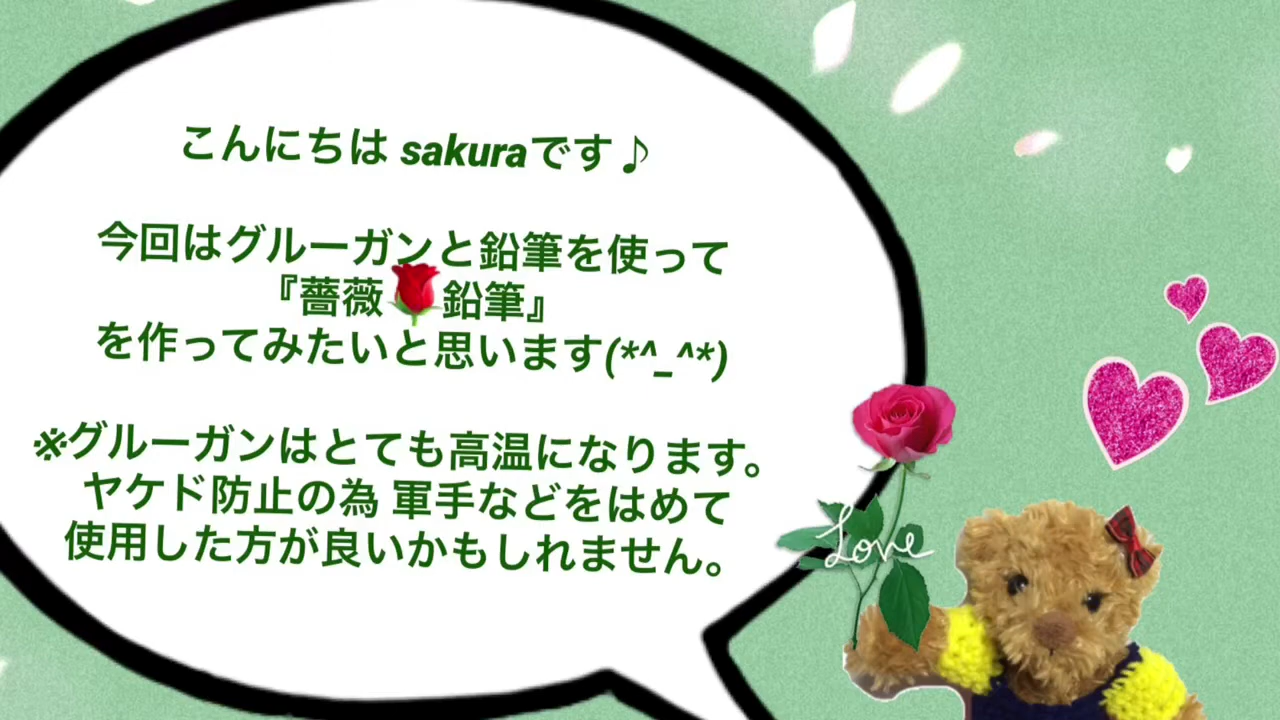 こんにちは sakuraです♪
今回はグルーガンと鉛筆を使って
『薔薇🌹鉛筆』
を作ってみたいと思います(*^_^*)
※グルーガンはとても高温になります。
ヤケド防止の為 軍手などをはめて
使用した方が良いかもしれません。
Love